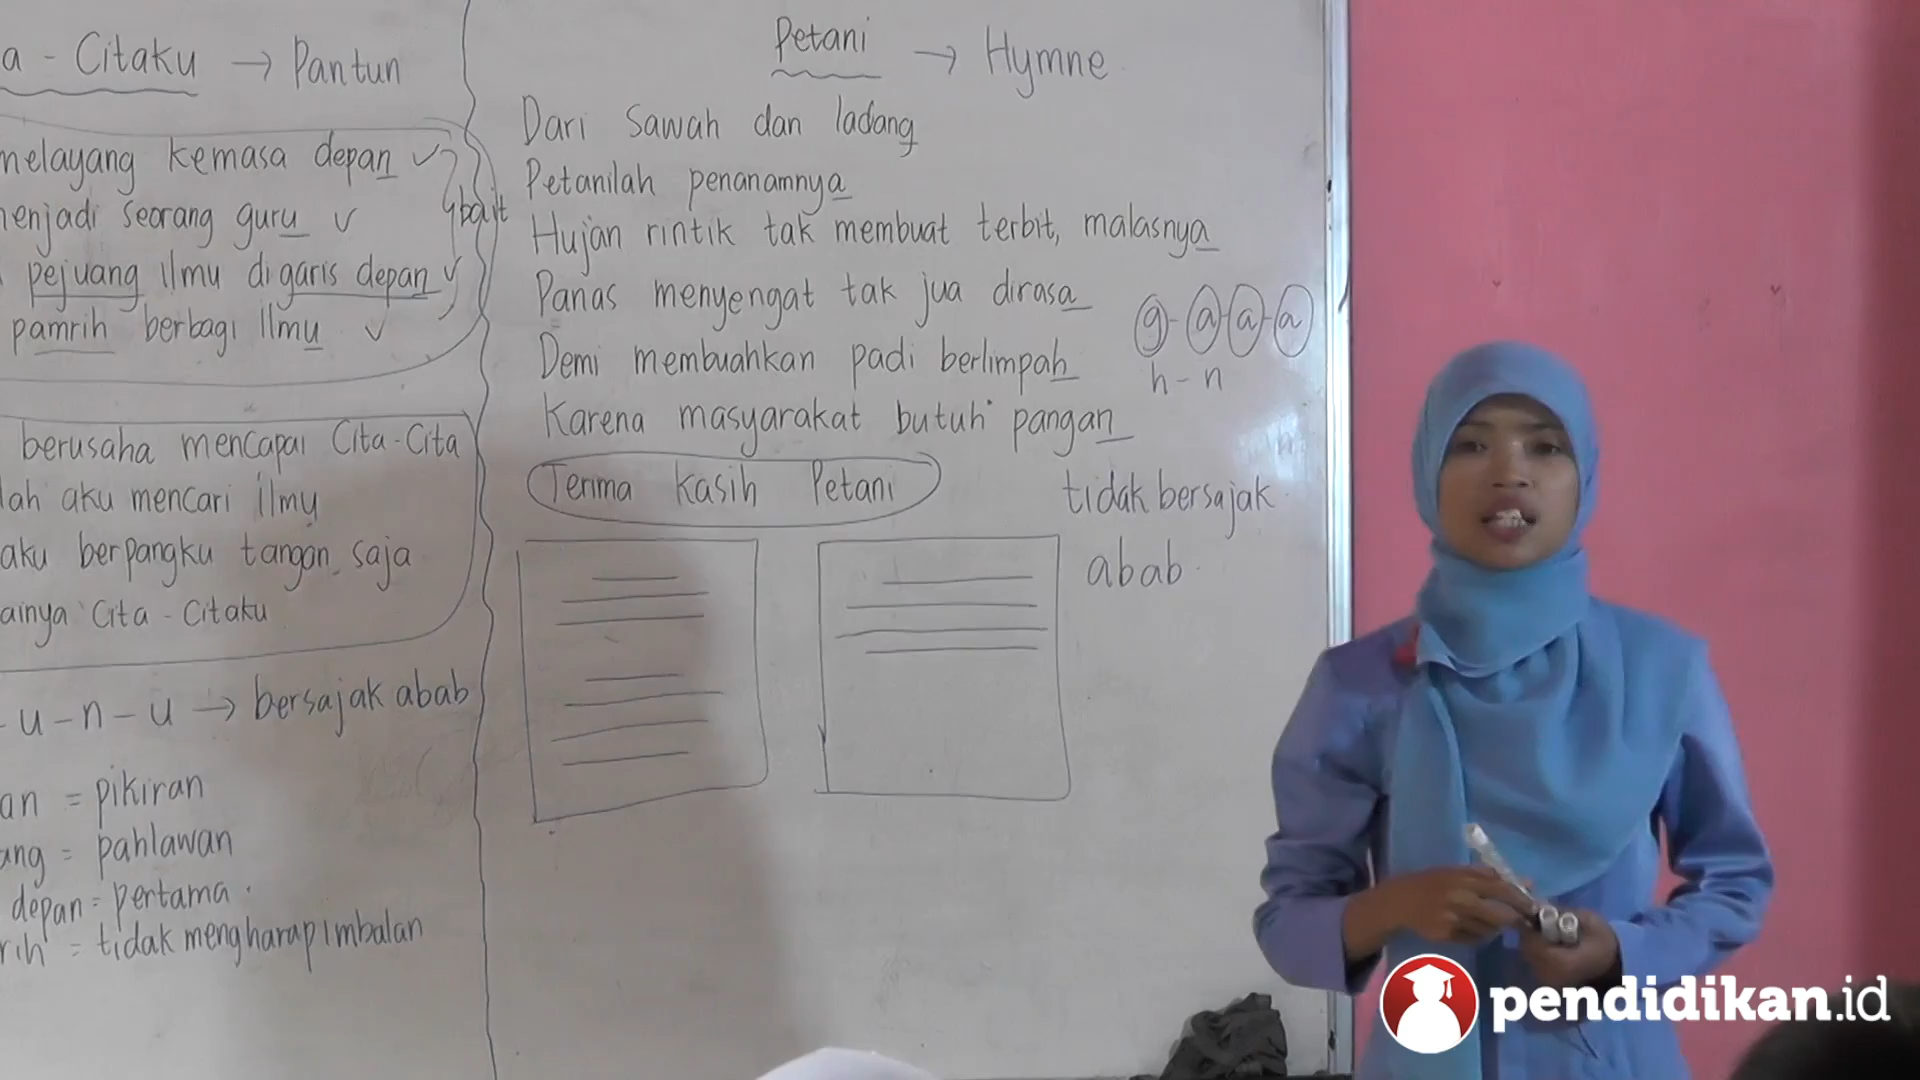 a - Citaku → Pantun
melayang kemasa depan ✓
menjadi seorang guru ✓
pejuang ilmu digaris depan ✓
pamrih berbagi Ilmu ✓
4 bait
berusaha mencapai Cita-Cita
lah aku mencari ilmu
aku berpangku tangan saja
ainya Cita - Citaku
- u - n - u → bersajak abab
an = pikiran
ang = pahlawan
depan = pertama.
rih = tidak mengharap imbalan
Petani → Hymne
Dari sawah dan ladang
Petanilah penanamnya
Hujan rintik tak membuat terbit, malasnya
Panas menyengat tak jua dirasa
Demi membuahkan padi berlimpah
Karena masyarakat butuh pangan
Terima Kasih Petani
g - a - a - a
h - n
tidak bersajak
abab.
pendidikan.id